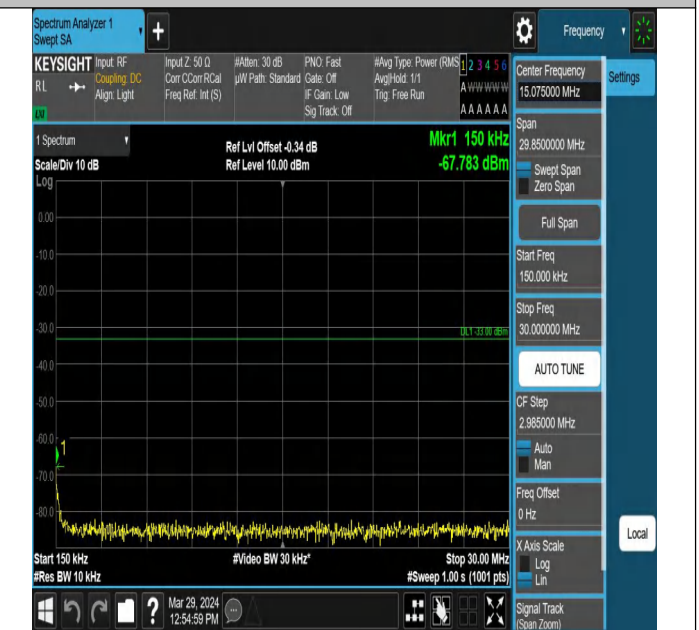 Spectrum Analyzer 1
Swept SA
Frequency
KEYSIGHT
RL
LXI
Input: RF
Coupling: DC
Align: Light
Input Z: 50 Ω
Corr CCorr RCal
Freq Ref: Int (S)
#Atten: 30 dB
µW Path: Standard
PNO: Fast
Gate: Off
IF Gain: Low
Sig Track: Off
#Avg Type: Power (RMS
Avg|Hold: 1/1
Trig: Free Run
1 2 3 4 5 6
A W W W W W
A A A A A A
1 Spectrum
Scale/Div 10 dB
Log
Ref Lvl Offset -0.34 dB
Ref Level 10.00 dBm
Mkr1 150 kHz
-67.783 dBm
0.00
-10.0
-20.0
-30.0
DL1 -33.00 dBm
-40.0
-50.0
-60.0
1
-70.0
-80.0
Start 150 kHz
#Res BW 10 kHz
#Video BW 30 kHz*
Stop 30.00 MHz
#Sweep 1.00 s (1001 pts)
Mar 29, 2024
12:54:59 PM
Center Frequency
15.075000 MHz
Settings
Span
29.8500000 MHz
Swept Span
Zero Span
Full Span
Start Freq
150.000 kHz
Stop Freq
30.000000 MHz
AUTO TUNE
CF Step
2.985000 MHz
Auto
Man
Freq Offset
0 Hz
X Axis Scale
Log
Lin
Signal Track
(Span Zoom)
Local